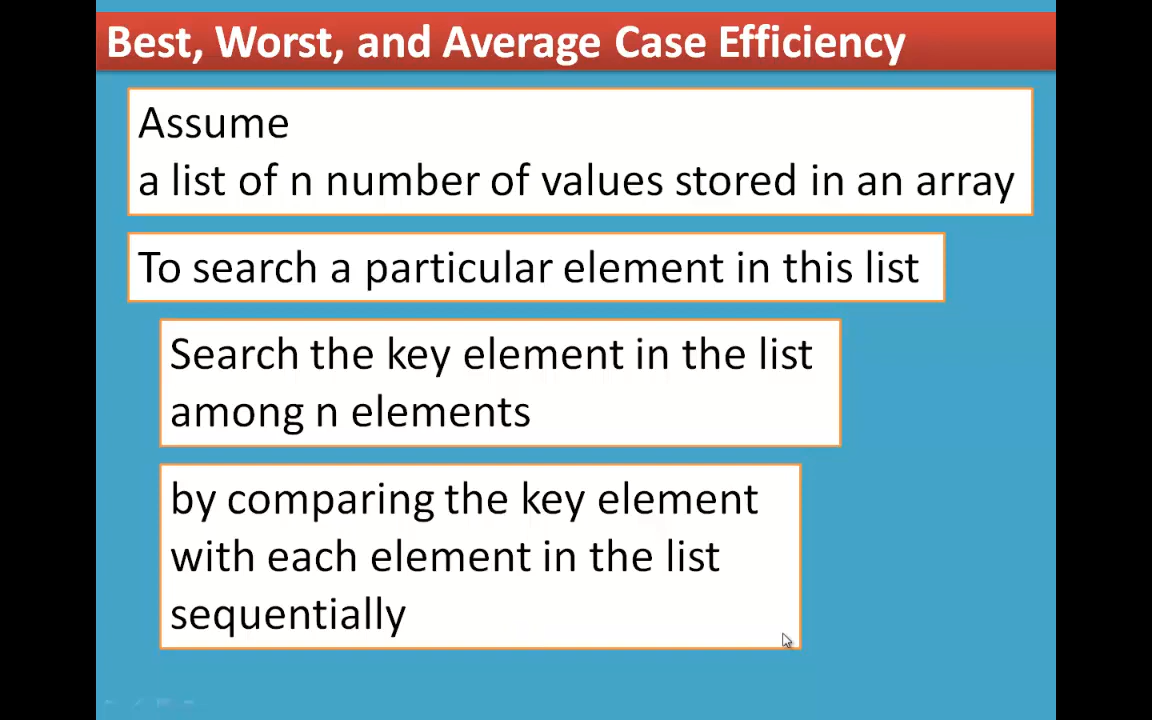 Best, Worst, and Average Case Efficiency
Assume
a list of n number of values stored in an array
To search a particular element in this list
Search the key element in the list
among n elements
by comparing the key element
with each element in the list
sequentially